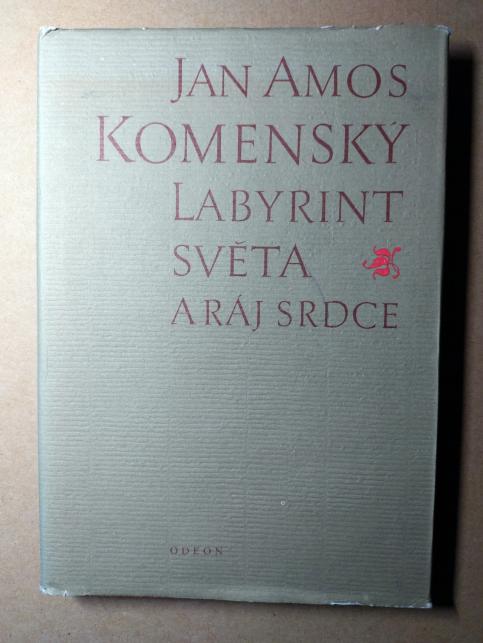 JAN AMOS
KOMENSKÝ
LABYRINT
SVĚTA
A RÁJ SRDCE
ODEON